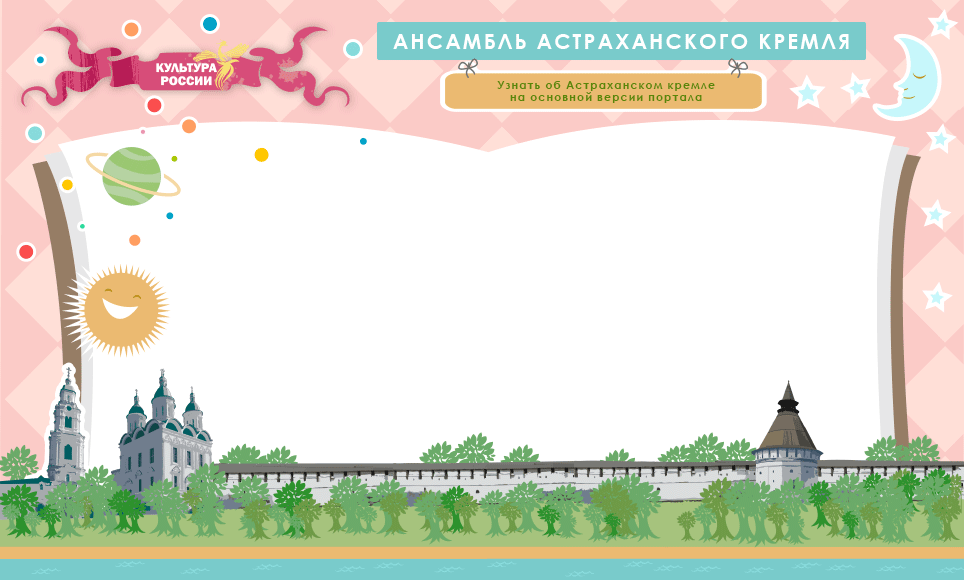 КУЛЬТУРА
РОССИИ
АНСАМБЛЬ АСТРАХАНСКОГО КРЕМЛЯ
Узнать об Астраханском кремле
на основной версии портала